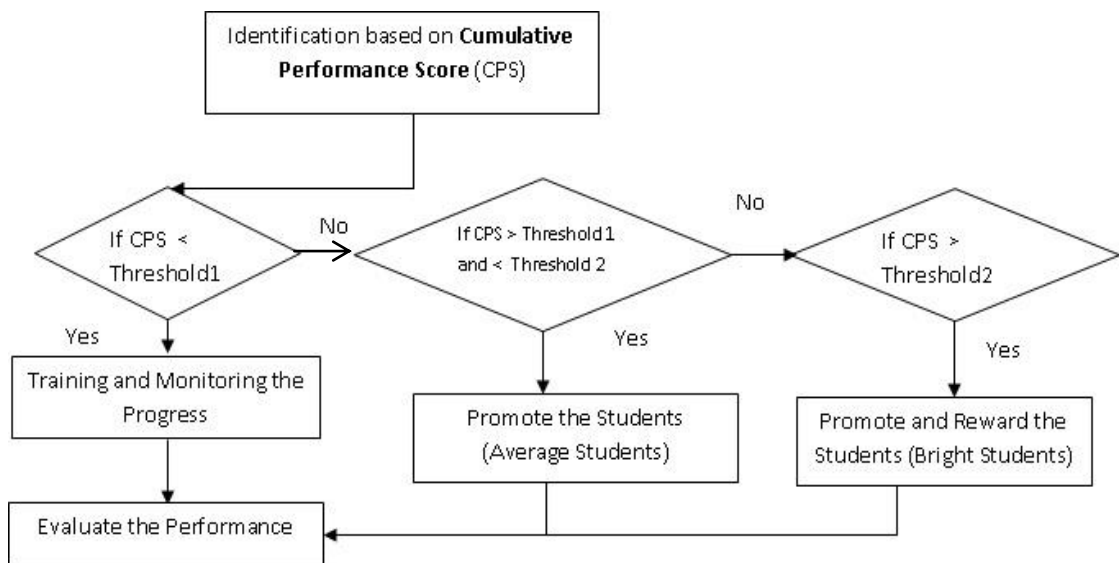 Identification based on Cumulative
Performance Score (CPS)
If CPS <
Threshold1
No
If CPS > Threshold 1
and < Threshold 2
No
If CPS >
Threshold2
Yes
Yes
Yes
Training and Monitoring the
Progress
Promote the Students
(Average Students)
Promote and Reward the
Students (Bright Students)
Evaluate the Performance